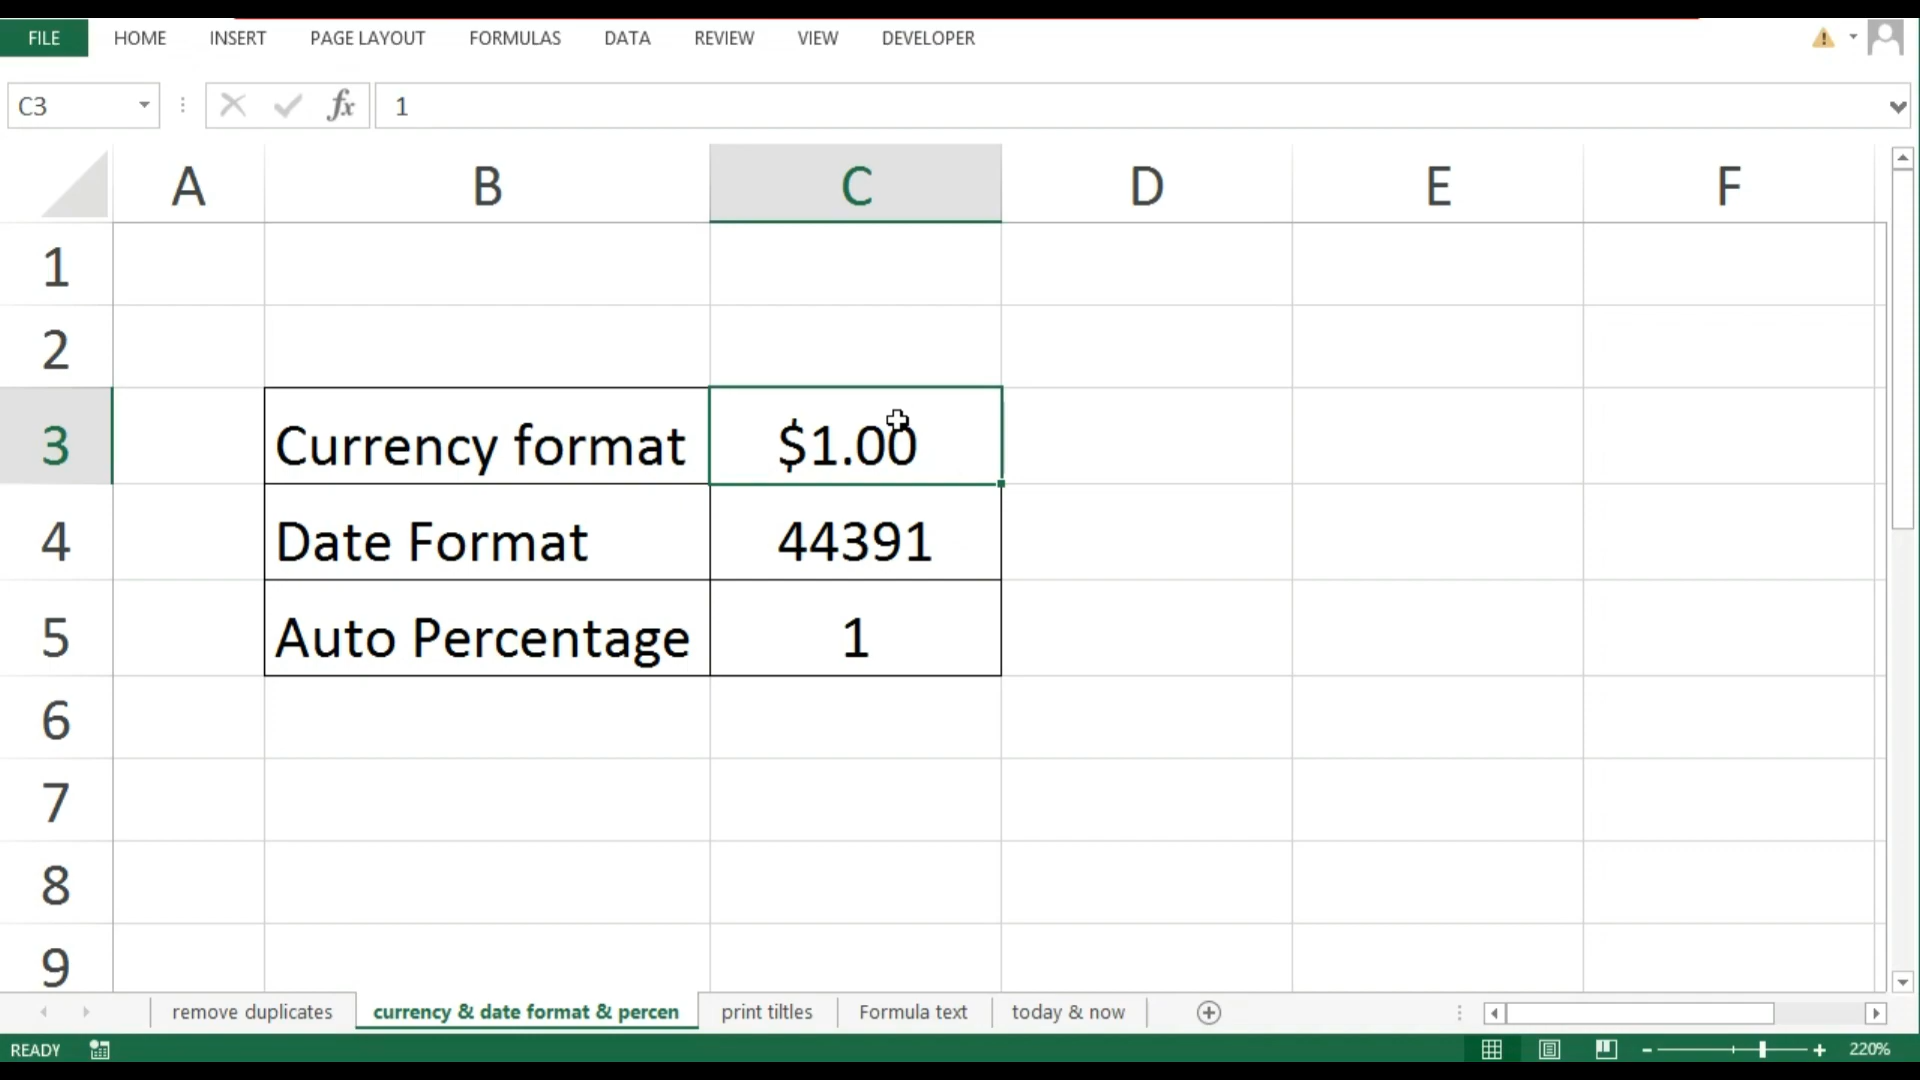 FILE HOME INSERT PAGE LAYOUT FORMULAS DATA REVIEW VIEW DEVELOPER
C3 fx 1
A B C D E F
1
2
3 Currency format $1.00
4 Date Format 44391
5 Auto Percentage 1
6
7
8
9
remove duplicates currency & date format & percen print tiltles Formula text today & now
READY 220%